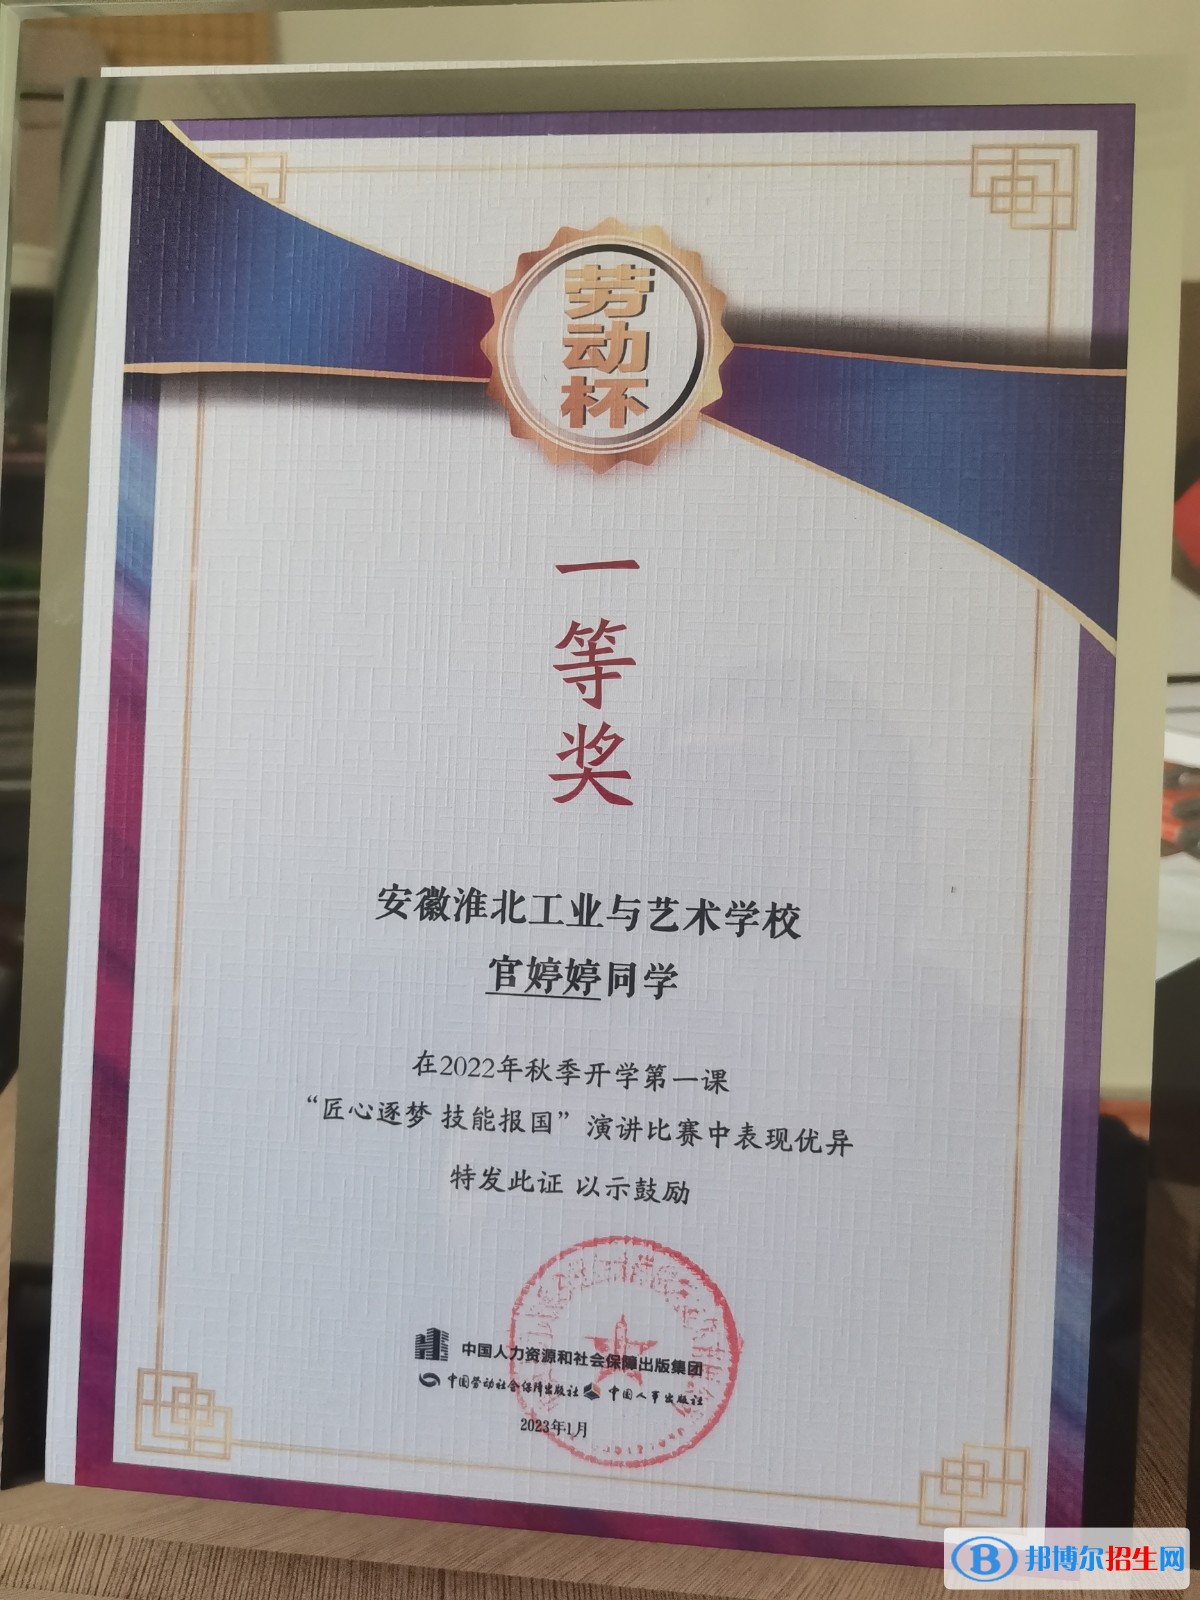 劳动杯
一等奖
安徽淮北工业与艺术学校
官婷婷同学
在2022年秋季开学第一课
“匠心逐梦 技能报国”演讲比赛中表现优异
特发此证 以示鼓励
中国人力资源和社会保障出版集团
中国劳动社会保障出版社 中国人事出版社
2023年1月
B 邦博尔招生网